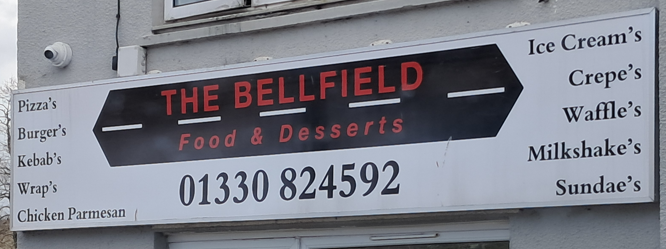 Pizza's
Burger's
Kebab's
Wrap's
Chicken Parmesan
THE BELLFIELD
Food & Desserts
01330 824592
Ice Cream's
Crepe's
Waffle's
Milkshake's
Sundae's